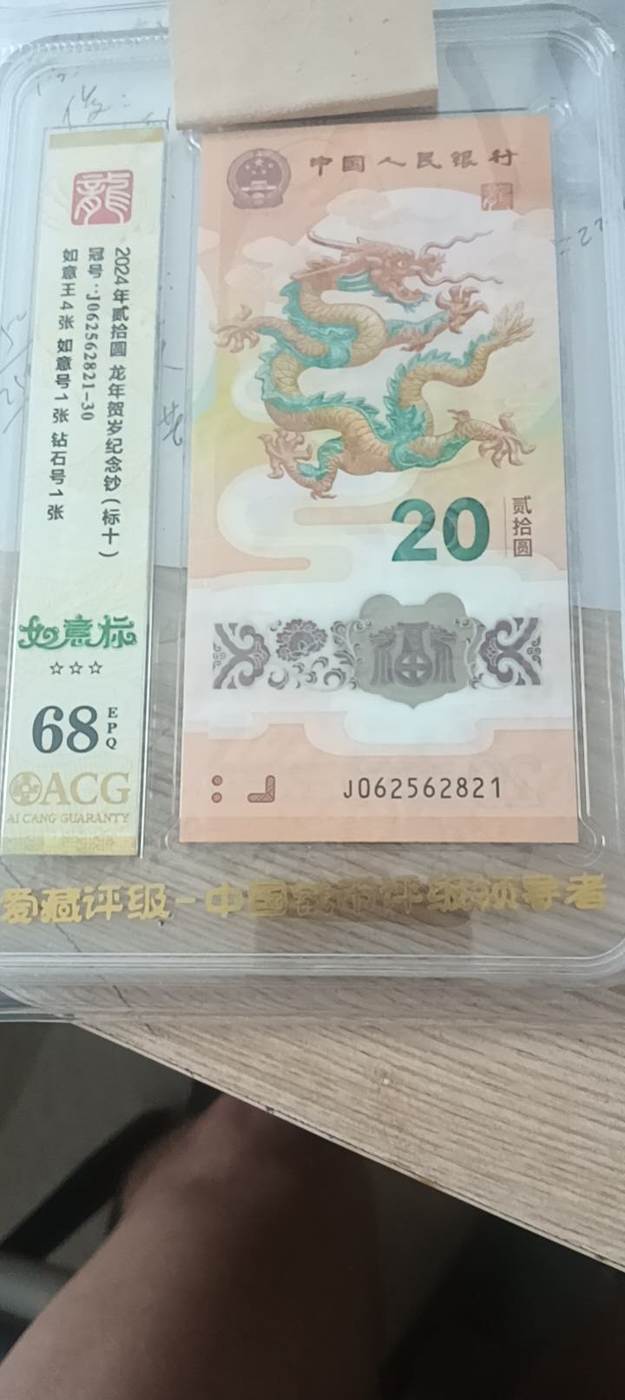 龍
2024年贰拾圆 龙年贺岁纪念钞(标十)
冠号:J062562821-30
如意王4张 如意号1张 钻石号1张
如意标
☆☆☆
68 EPQ
ACG
AI CANG GUARANTY
中国人民银行
20
贰拾圆
福
J062562821
爱藏评级-中国钱币评级领导者